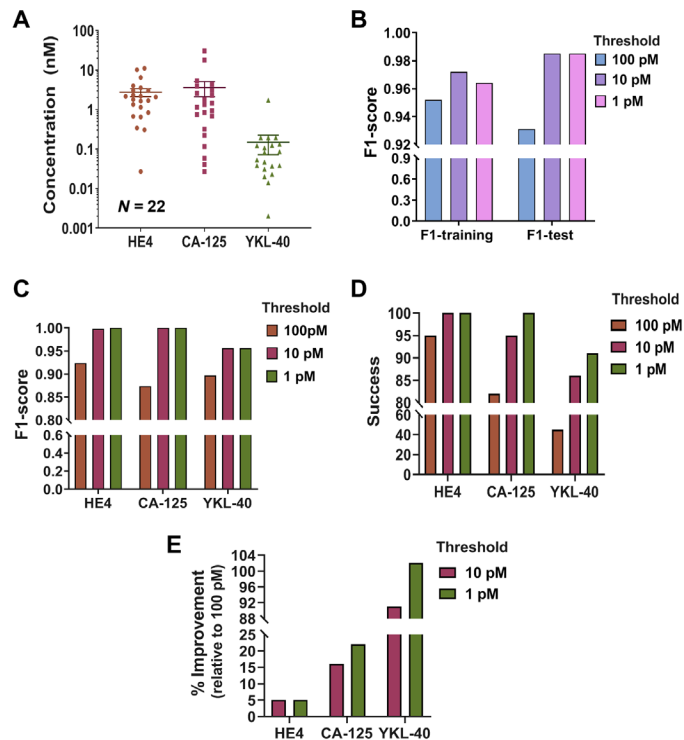 A
Concentration (nM)
100
10
1
0.1
0.01
0.001
N = 22
HE4 CA-125 YKL-40
B
F1-score
1.00
0.98
0.96
0.94
0.92
0.9
0.6
0.3
0.0
F1-training F1-test
Threshold
100 pM
10 pM
1 pM
C
F1-score
1.00
0.95
0.90
0.85
0.80
0.6
0.4
0.2
0.0
HE4 CA-125 YKL-40
Threshold
100pM
10 pM
1 pM
D
Success
100
95
90
85
80
60
40
20
0
HE4 CA-125 YKL-40
Threshold
100 pM
10 pM
1 pM
E
% Improvement
(relative to 100 pM)
104
100
96
92
88
25
20
15
10
5
0
HE4 CA-125 YKL-40
Threshold
10 pM
1 pM